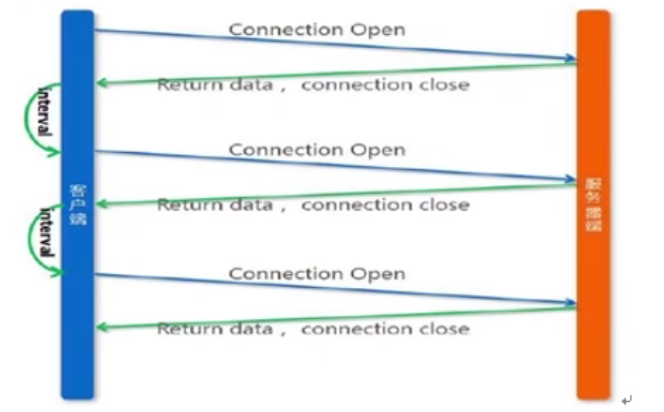 Connection Open
Return data， connection close
interval
Connection Open
客户端
服务器端
Return data， connection close
interval
Connection Open
Return data， connection close